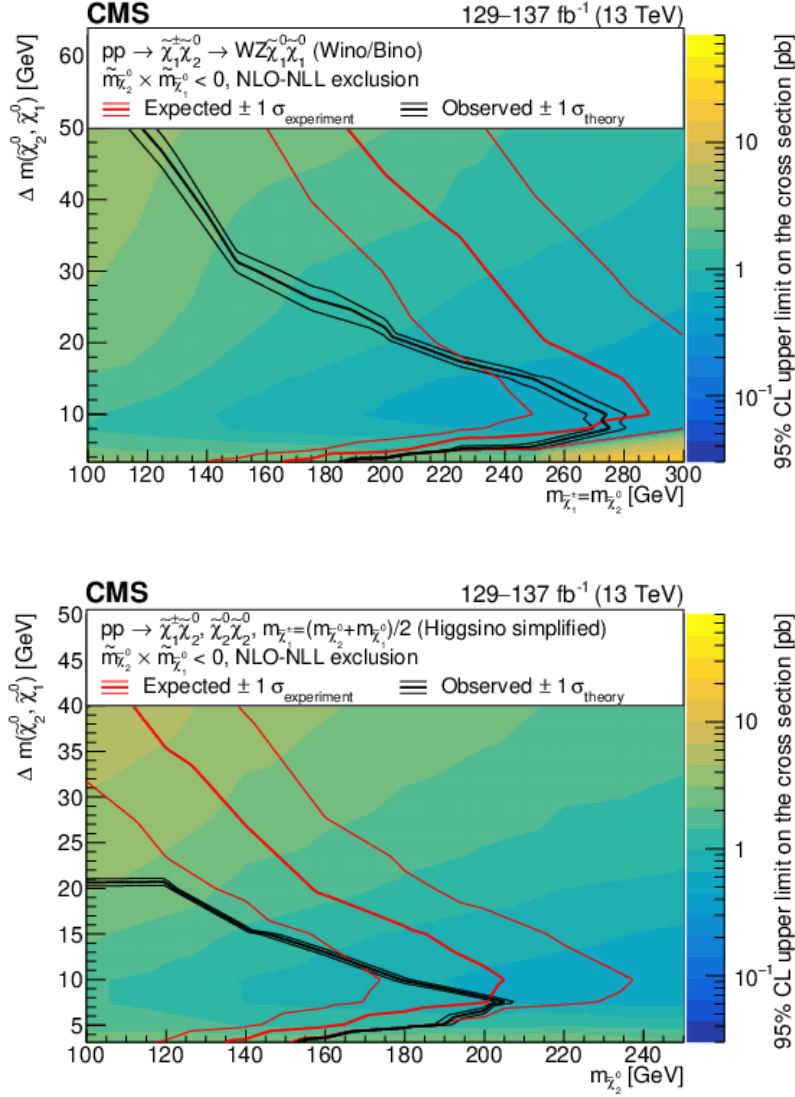 CMS 129–137 fb⁻¹ (13 TeV)
pp → χ̃₁±χ̃₂⁰ → WZχ̃₁⁰χ̃₁⁰ (Wino/Bino)
m̃χ̃₂⁰ × m̃χ̃₁⁰ < 0, NLO-NLL exclusion
Expected ± 1 σexperiment Observed ± 1 σtheory
Δ m(χ̃₂⁰, χ̃₁⁰) [GeV]
60
50
40
30
20
10
100 120 140 160 180 200 220 240 260 280 300
mχ̃₁±=mχ̃₂⁰ [GeV]
10
1
10⁻¹
95% CL upper limit on the cross section [pb]
CMS 129–137 fb⁻¹ (13 TeV)
pp → χ̃₁±χ̃₂⁰, χ̃₂⁰χ̃₁⁰, mχ̃₁±=(mχ̃₂⁰+mχ̃₁⁰)/2 (Higgsino simplified)
m̃χ̃₂⁰ × m̃χ̃₁⁰ < 0, NLO-NLL exclusion
Expected ± 1 σexperiment Observed ± 1 σtheory
Δ m(χ̃₂⁰, χ̃₁⁰) [GeV]
50
45
40
35
30
25
20
15
10
5
100 120 140 160 180 200 220 240
mχ̃₂⁰ [GeV]
10
1
10⁻¹
95% CL upper limit on the cross section [pb]